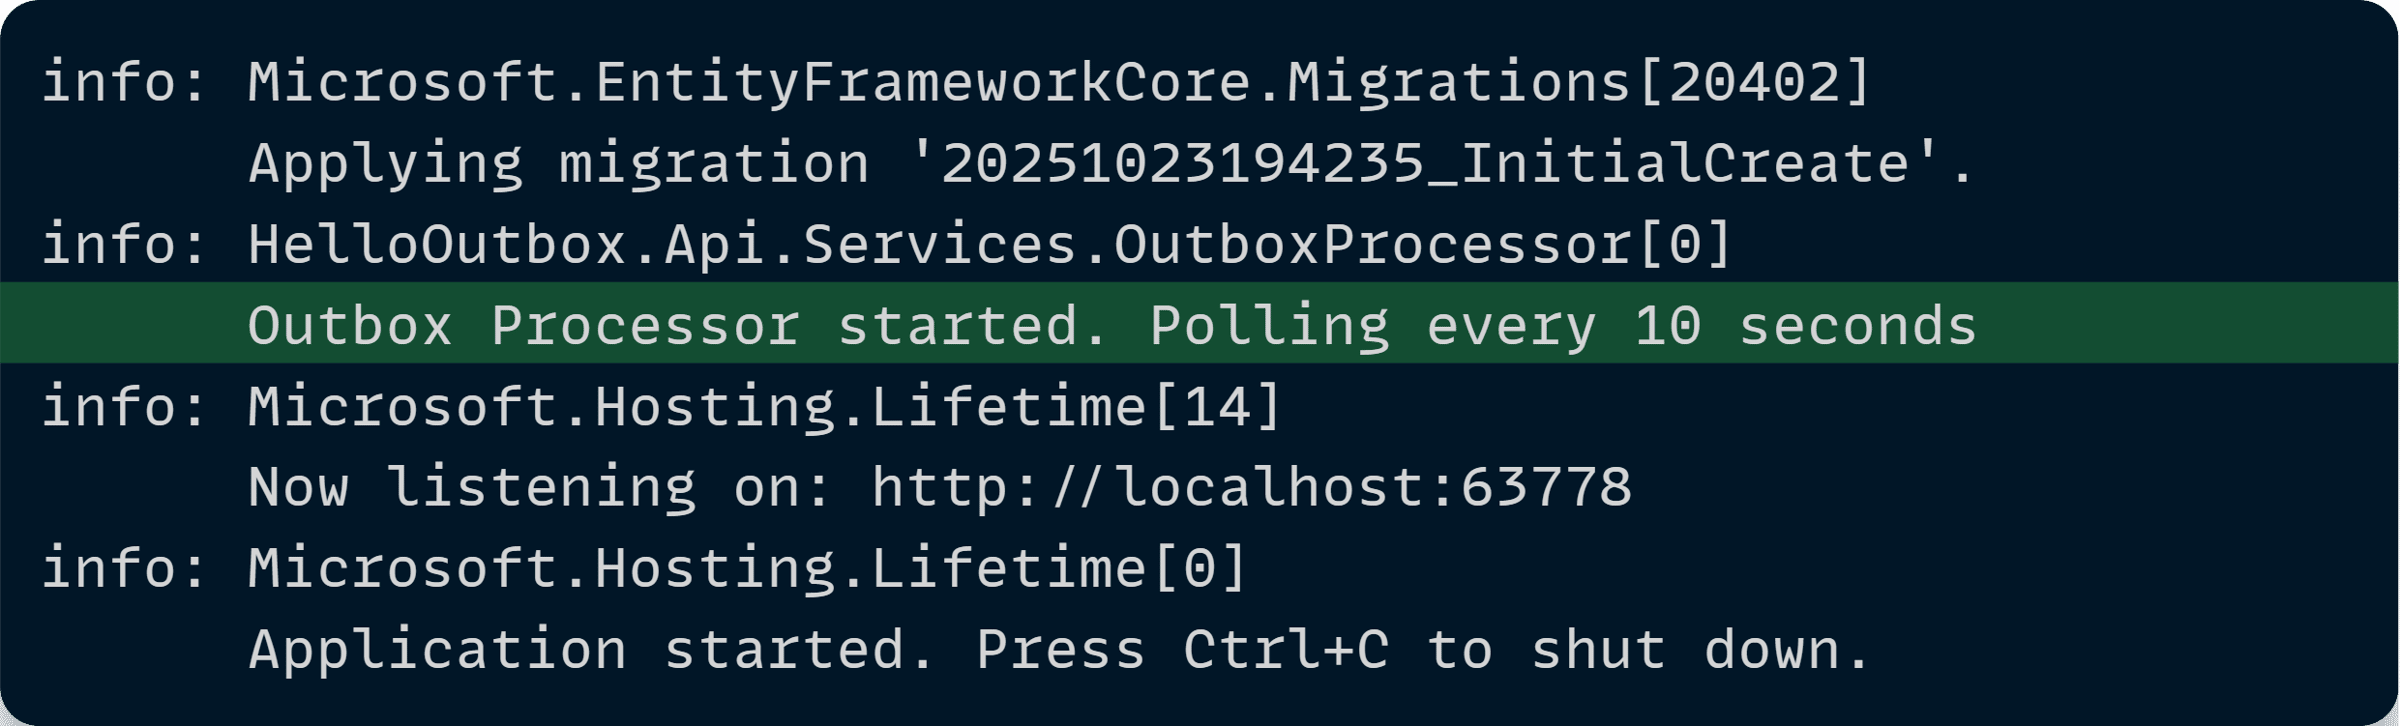 info: Microsoft.EntityFrameworkCore.Migrations[20402]
      Applying migration '20251023194235_InitialCreate'.
info: HelloOutbox.Api.Services.OutboxProcessor[0]
      Outbox Processor started. Polling every 10 seconds
info: Microsoft.Hosting.Lifetime[14]
      Now listening on: http://localhost:63778
info: Microsoft.Hosting.Lifetime[0]
      Application started. Press Ctrl+C to shut down.